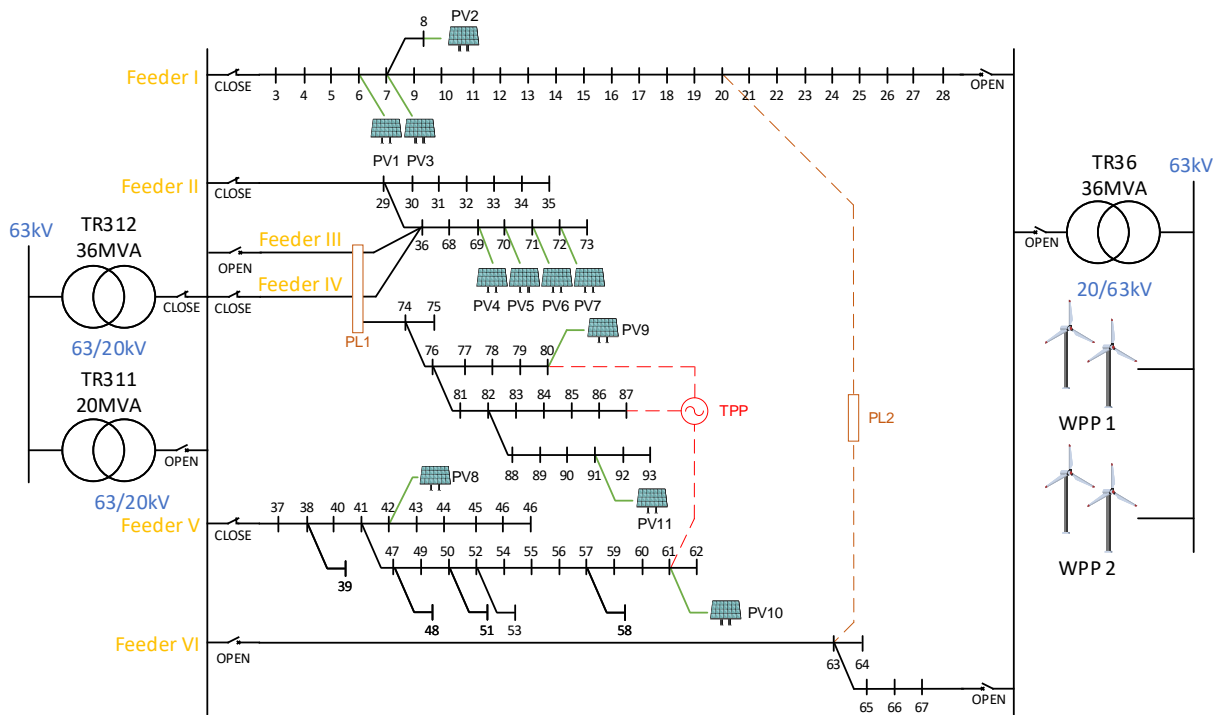 PV2
8
Feeder I
CLOSE
3 4 5 6 7 9 10 11 12 13 14 15 16 17 18 19 20 21 22 23 24 25 26 27 28
OPEN
PV1 PV3
Feeder II
CLOSE
29 30 31 32 33 34 35
TR36
36MVA
63kV
OPEN
20/63kV
Feeder III
OPEN
36 68 69 70 71 72 73
63kV
TR312
36MVA
CLOSE
63/20kV
Feeder IV
CLOSE
PV4 PV5 PV6 PV7
PL1
74 75
PV9
76 77 78 79 80
TR311
20MVA
OPEN
63/20kV
81 82 83 84 85 86 87
TPP
PL2
WPP 1
88 89 90 91 92 93
PV8
PV11
Feeder V
CLOSE
37 38 40 41 42 43 44 45 46 46
39
47 49 50 52 54 55 56 57 59 60 61 62
WPP 2
48 51 53 58
PV10
Feeder VI
OPEN
63 64
65 66 67
OPEN